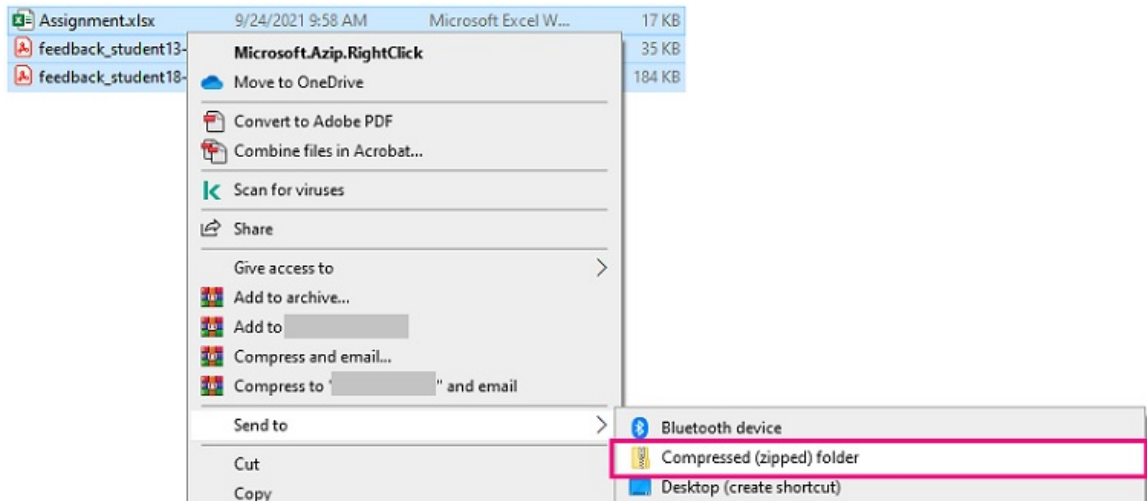 Assignment.xlsx 9/24/2021 9:58 AM Microsoft Excel W... 17 KB
feedback_student13- 35 KB
feedback_student18- 184 KB
Microsoft.Azip.RightClick
Move to OneDrive
Convert to Adobe PDF
Combine files in Acrobat...
Scan for viruses
Share
Give access to
Add to archive...
Add to
Compress and email...
Compress to " " and email
Send to
Bluetooth device
Compressed (zipped) folder
Desktop (create shortcut)
Cut
Copy